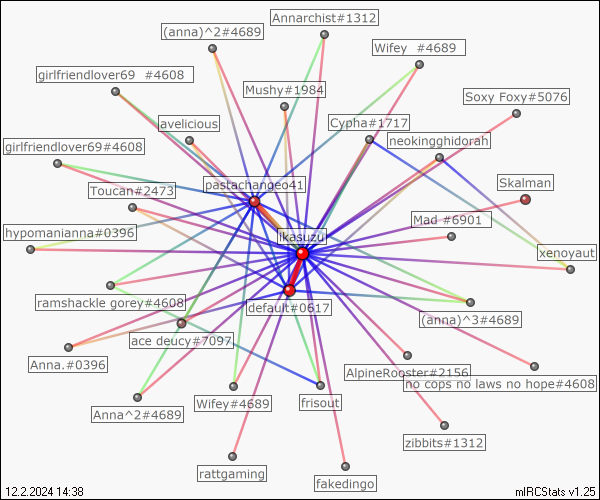 Annarchist#1312
(anna)^2#4689
Wifey  #4689
girlfriendlover69  #4608
Mushy#1984
Soxy Foxy#5076
avelicious
Cypha#1717
neokingghidorah
girlfriendlover69#4608
pastachangeo41
Skalman
Toucan#2473
Mad #6901
hypomanianna#0396
ikasuzu
xenoyaut
ramshackle gorey#4608
default#0617
(anna)^3#4689
ace deucy#7097
Anna.#0396
AlpineRooster#2156
no cops no laws no hope#4608
Anna^2#4689
Wifey#4689
frisout
zibbits#1312
rattgaming
fakedingo
12.2.2024 14:38
mIRCStats v1.25